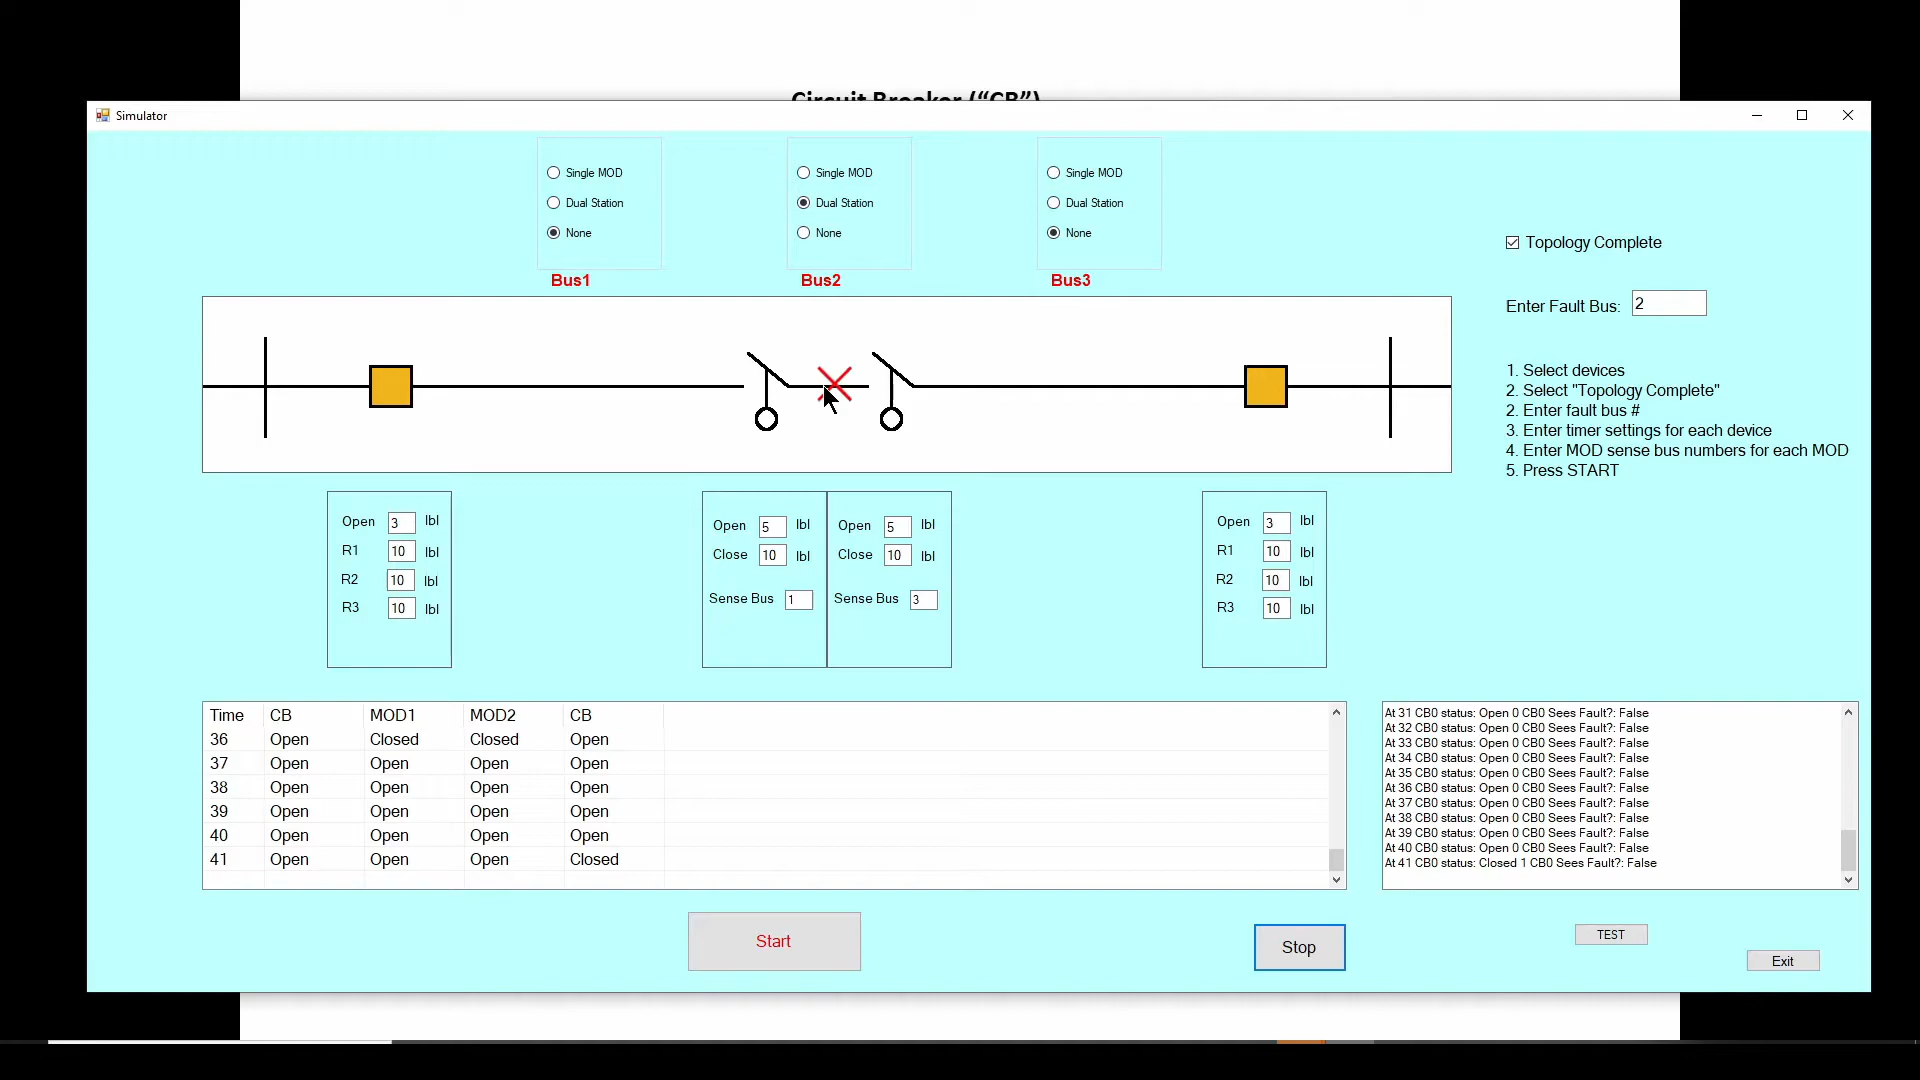 Circuit Breaker (“CB”)
Simulator
Single MOD
Dual Station
None
Single MOD
Dual Station
None
Single MOD
Dual Station
None
Bus1
Bus2
Bus3
Topology Complete
Enter Fault Bus: 2
1. Select devices
2. Select "Topology Complete"
2. Enter fault bus #
3. Enter timer settings for each device
4. Enter MOD sense bus numbers for each MOD
5. Press START
Open 3 lbl
R1 10 lbl
R2 10 lbl
R3 10 lbl
Open 5 lbl
Close 10 lbl
Sense Bus 1
Open 5 lbl
Close 10 lbl
Sense Bus 3
Open 3 lbl
R1 10 lbl
R2 10 lbl
R3 10 lbl
Time CB MOD1 MOD2 CB
36 Open Closed Closed Open
37 Open Open Open Open
38 Open Open Open Open
39 Open Open Open Open
40 Open Open Open Open
41 Open Open Open Closed
At 31 CB0 status: Open 0 CB0 Sees Fault?: False
At 32 CB0 status: Open 0 CB0 Sees Fault?: False
At 33 CB0 status: Open 0 CB0 Sees Fault?: False
At 34 CB0 status: Open 0 CB0 Sees Fault?: False
At 35 CB0 status: Open 0 CB0 Sees Fault?: False
At 36 CB0 status: Open 0 CB0 Sees Fault?: False
At 37 CB0 status: Open 0 CB0 Sees Fault?: False
At 38 CB0 status: Open 0 CB0 Sees Fault?: False
At 39 CB0 status: Open 0 CB0 Sees Fault?: False
At 40 CB0 status: Open 0 CB0 Sees Fault?: False
At 41 CB0 status: Closed 1 CB0 Sees Fault?: False
Start
Stop
TEST
Exit